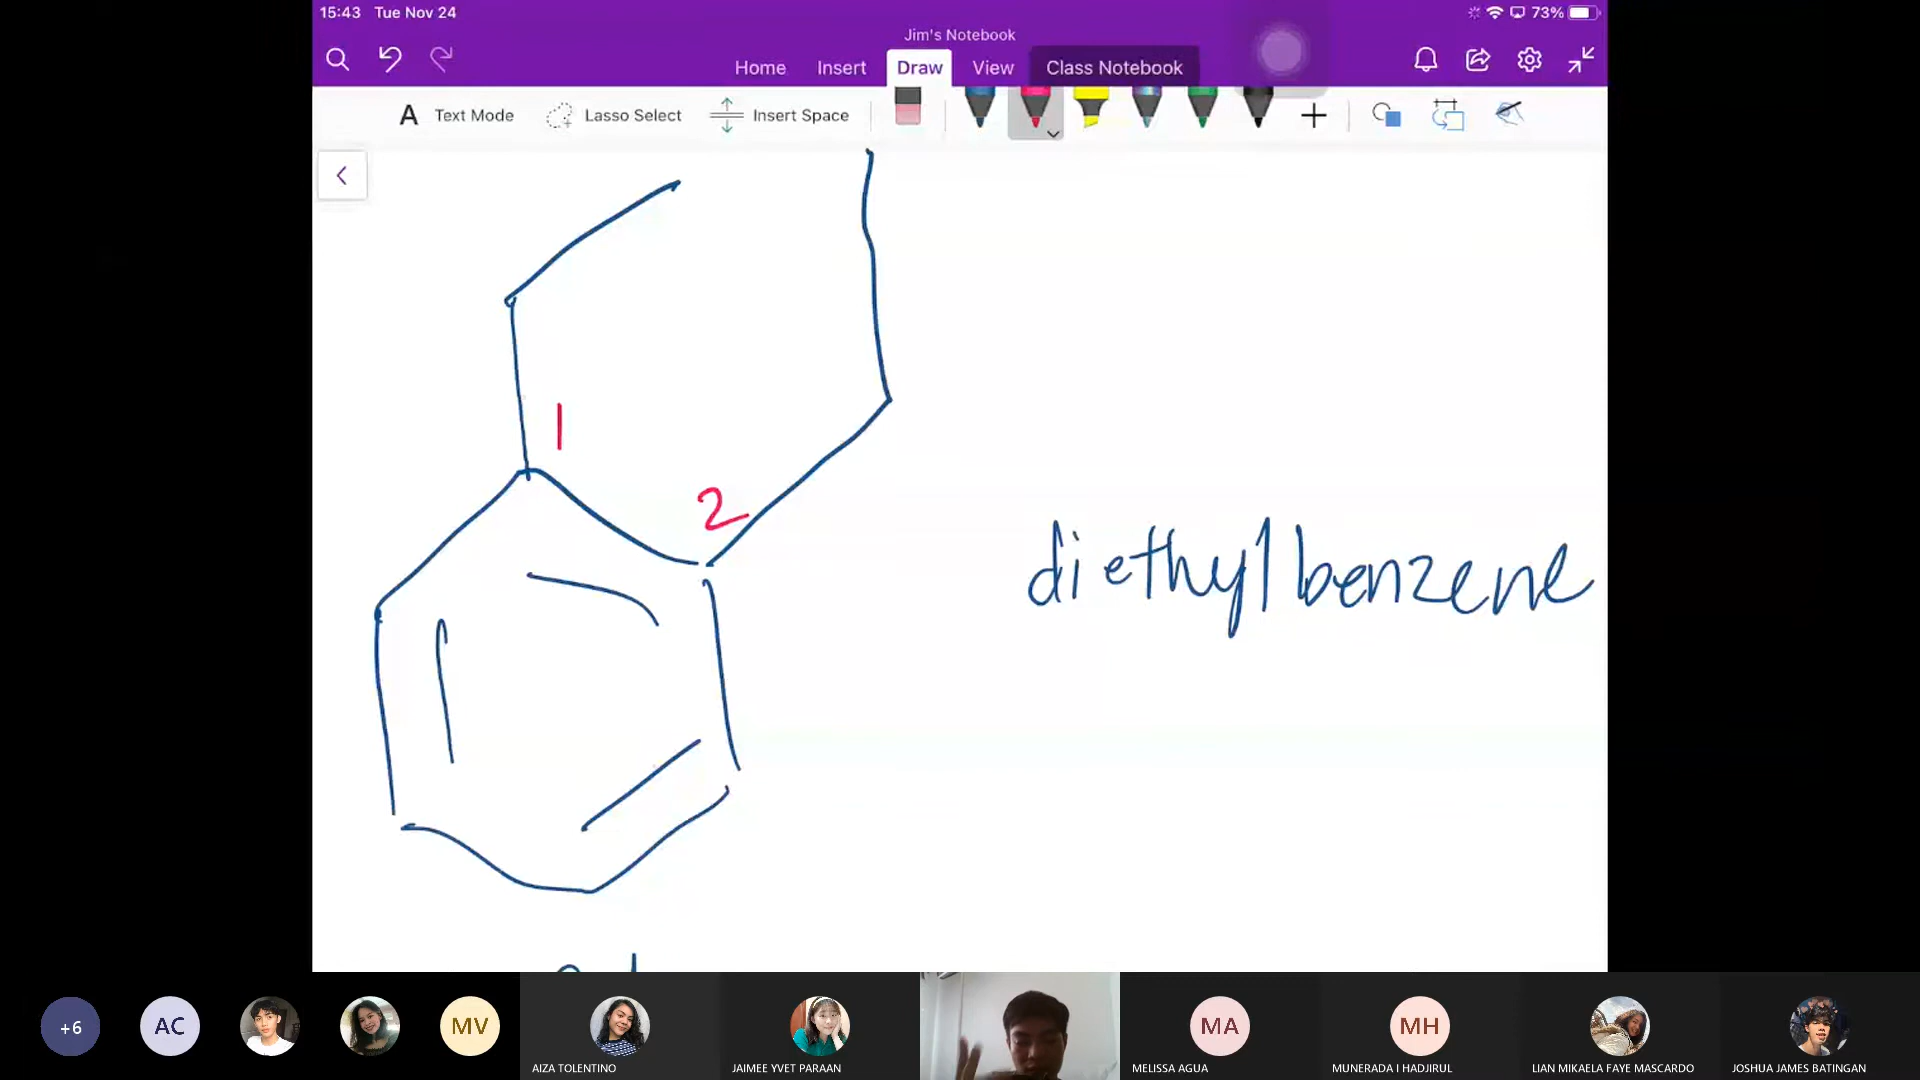 15:43 Tue Nov 24
73%
Jim's Notebook
Home Insert Draw View Class Notebook
A Text Mode Lasso Select Insert Space
1
2
diethylbenzene
+6 AC MV MA MH
AIZA TOLENTINO JAIMEE YVET PARAAN MELISSA AGUA MUNERADA I HADJIRUL LIAN MIKAELA FAYE MASCARDO JOSHUA JAMES BATINGAN